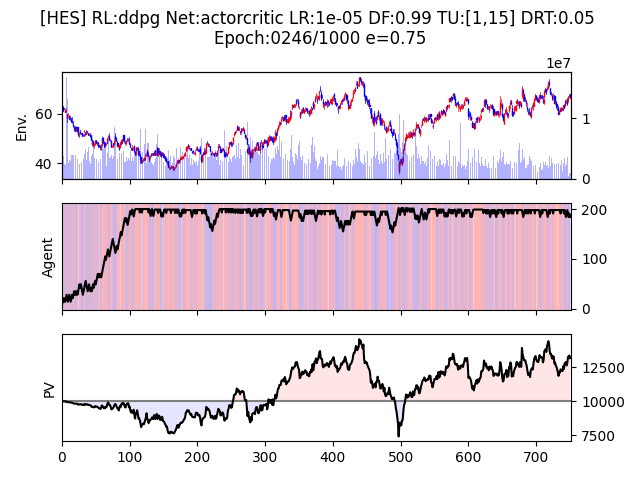 [HES] RL:ddpg Net:actorcritic LR:1e-05 DF:0.99 TU:[1,15] DRT:0.05
Epoch:0246/1000 e=0.75
1e7
Env.
60
40
1
0
Agent
200
100
0
PV
12500
10000
7500
0 100 200 300 400 500 600 700